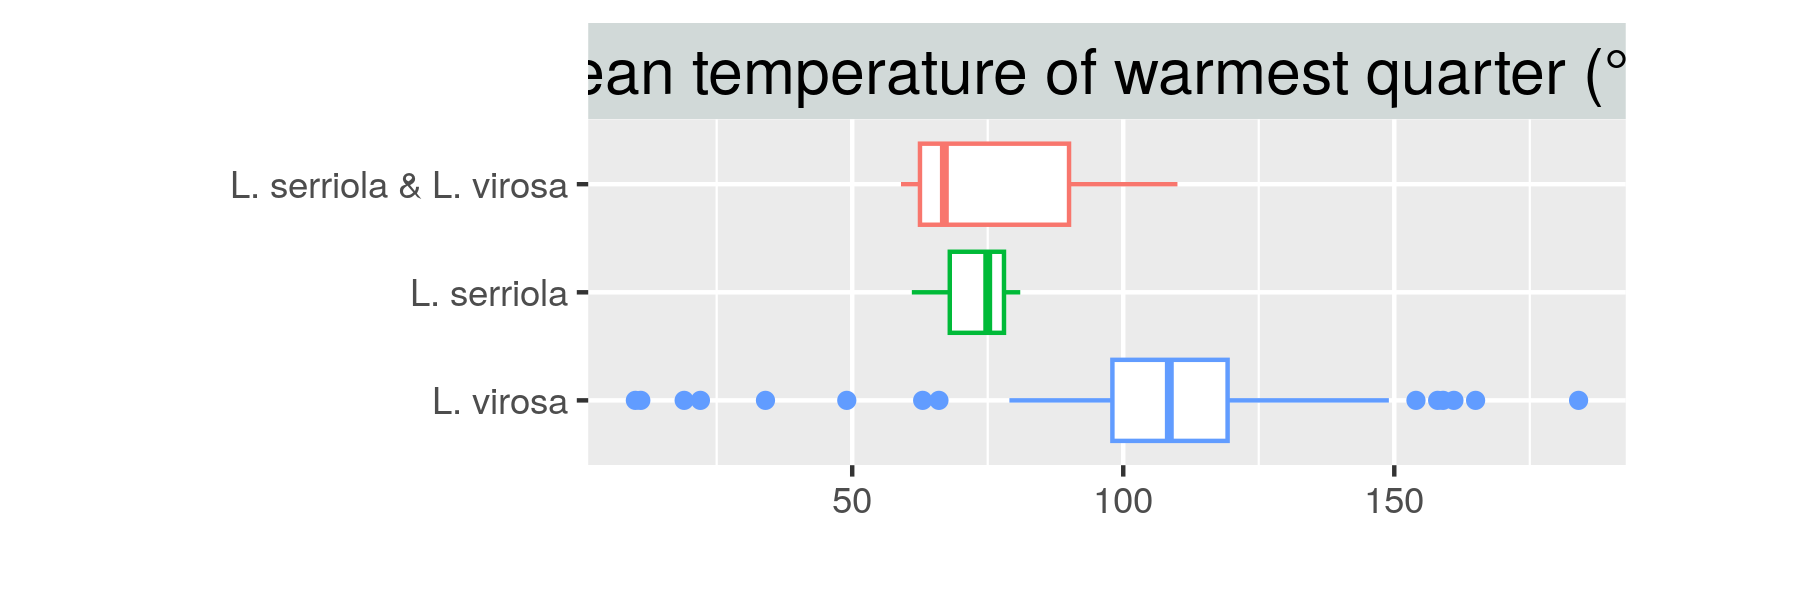 ean temperature of warmest quarter (°
L. serriola & L. virosa
L. serriola
L. virosa
50 100 150